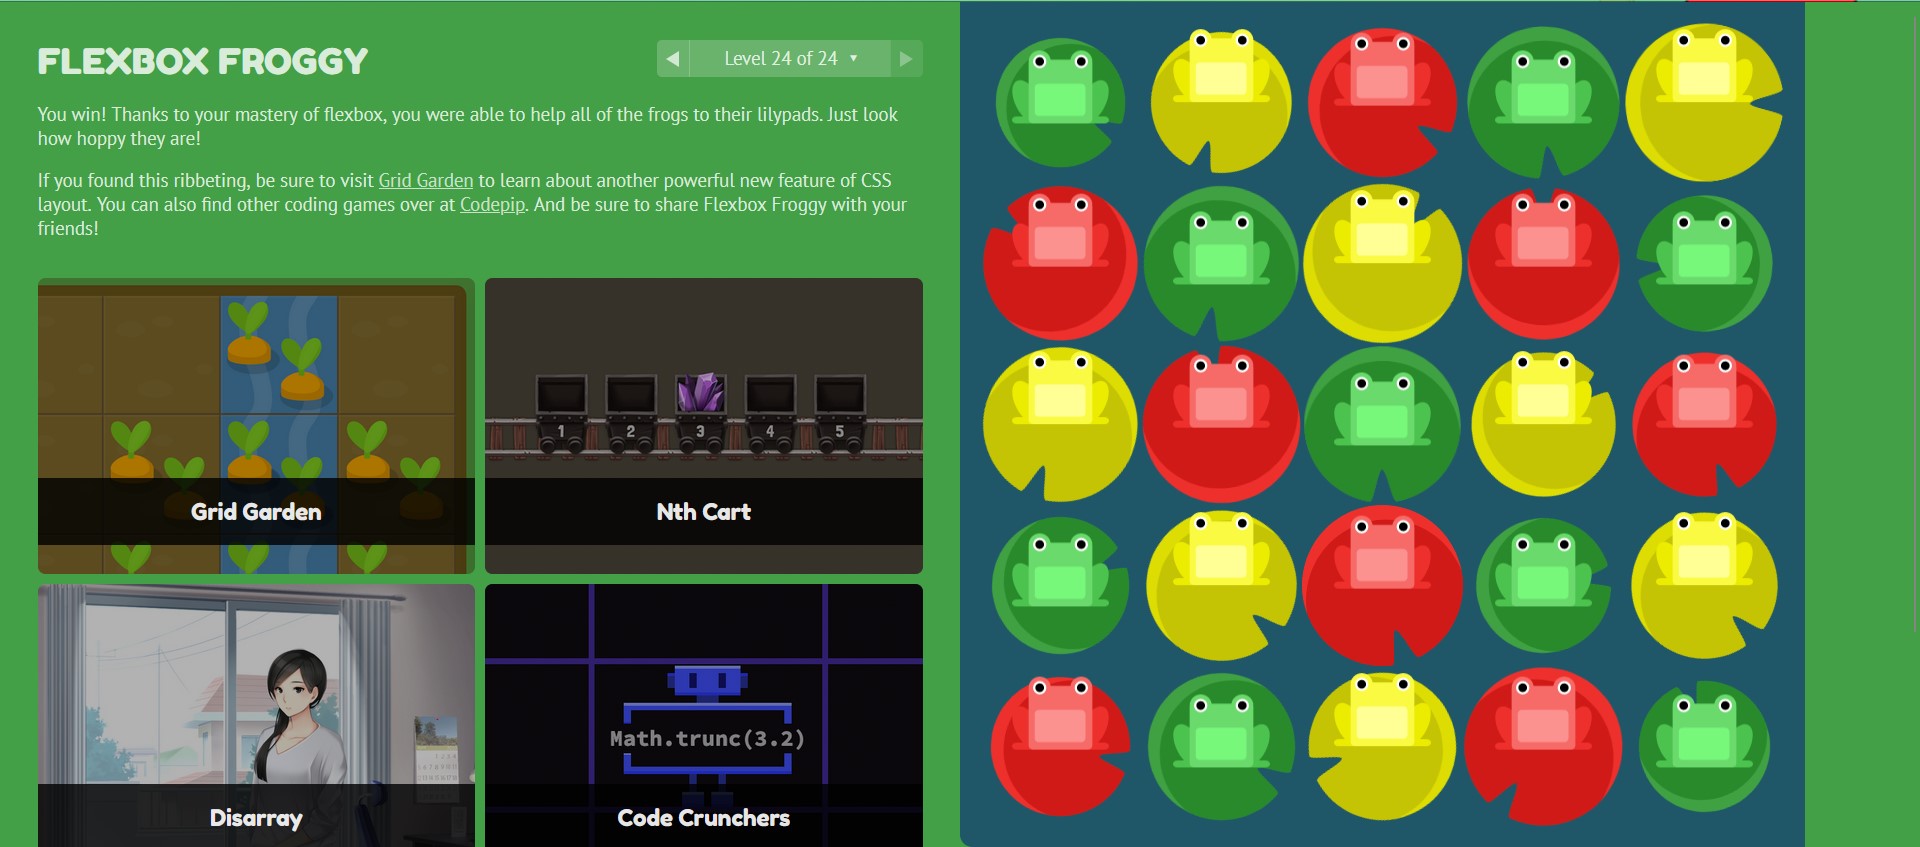 FLEXBOX FROGGY
◀ Level 24 of 24 ▼ ▶
You win! Thanks to your mastery of flexbox, you were able to help all of the frogs to their lilypads. Just look
how hoppy they are!
If you found this ribbeting, be sure to visit Grid Garden to learn about another powerful new feature of CSS
layout. You can also find other coding games over at Codepip. And be sure to share Flexbox Froggy with your
friends!
1 2 3 4 5
Grid Garden
Nth Cart
Math.trunc(3.2)
Disarray
Code Crunchers